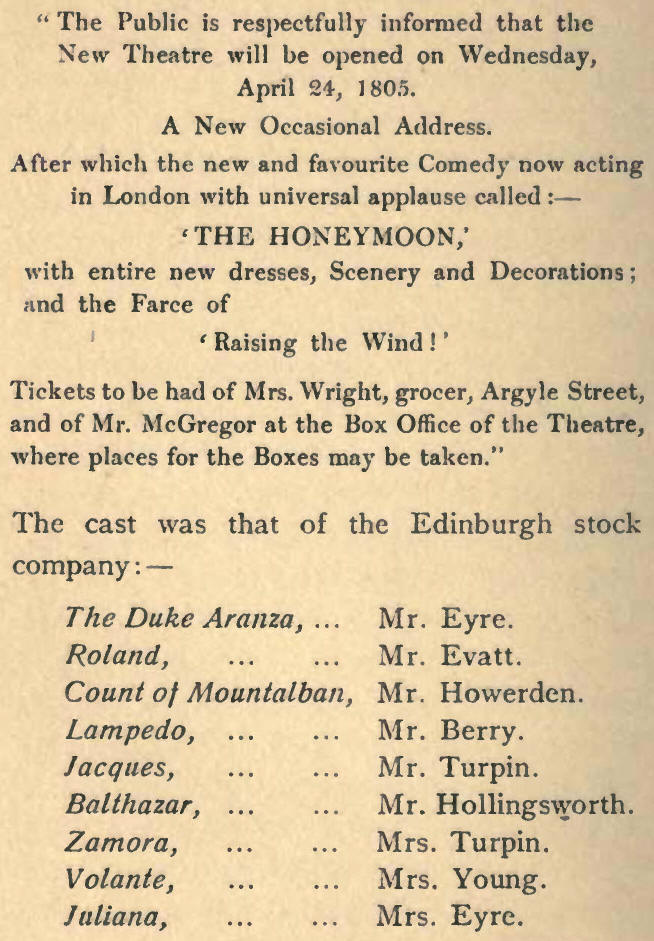 “ The Public is respectfully informed that the
New Theatre will be opened on Wednesday,
April 24, 1805.
A New Occasional Address.
After which the new and favourite Comedy now acting
in London with universal applause called :—
‘ THE HONEYMOON,’
with entire new dresses, Scenery and Decorations ;
and the Farce of
‘ Raising the Wind ! ’
Tickets to be had of Mrs. Wright, grocer, Argyle Street,
and of Mr. McGregor at the Box Office of the Theatre,
where places for the Boxes may be taken.”
The cast was that of the Edinburgh stock
company :—
The Duke Aranza, ... Mr. Eyre.
Roland, ... ... Mr. Evatt.
Count of Mountalban, Mr. Howerden.
Lampedo, ... ... Mr. Berry.
Jacques, ... ... Mr. Turpin.
Balthazar, ... ... Mr. Hollingsworth.
Zamora, ... ... Mrs. Turpin.
Volante, ... ... Mrs. Young.
Juliana, ... ... Mrs. Eyre.